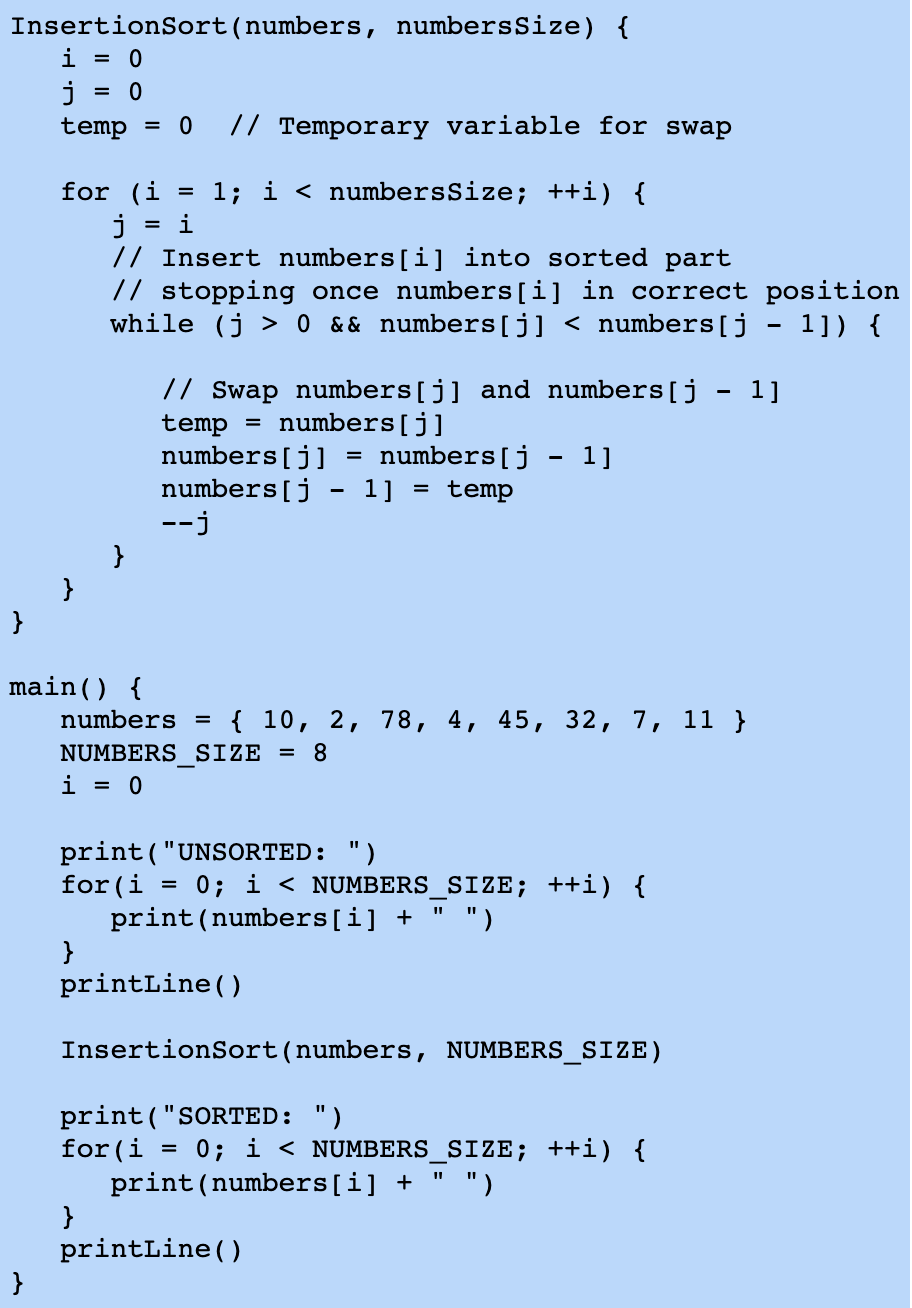 InsertionSort(numbers, numbersSize) {
   i = 0
   j = 0
   temp = 0  // Temporary variable for swap

   for (i = 1; i < numbersSize; ++i) {
      j = i
      // Insert numbers[i] into sorted part
      // stopping once numbers[i] in correct position
      while (j > 0 && numbers[j] < numbers[j - 1]) {

         // Swap numbers[j] and numbers[j - 1]
         temp = numbers[j]
         numbers[j] = numbers[j - 1]
         numbers[j - 1] = temp
         --j
      }
   }
}

main() {
   numbers = { 10, 2, 78, 4, 45, 32, 7, 11 }
   NUMBERS_SIZE = 8
   i = 0

   print("UNSORTED: ")
   for(i = 0; i < NUMBERS_SIZE; ++i) {
      print(numbers[i] + " ")
   }
   printLine()

   InsertionSort(numbers, NUMBERS_SIZE)

   print("SORTED: ")
   for(i = 0; i < NUMBERS_SIZE; ++i) {
      print(numbers[i] + " ")
   }
   printLine()
}